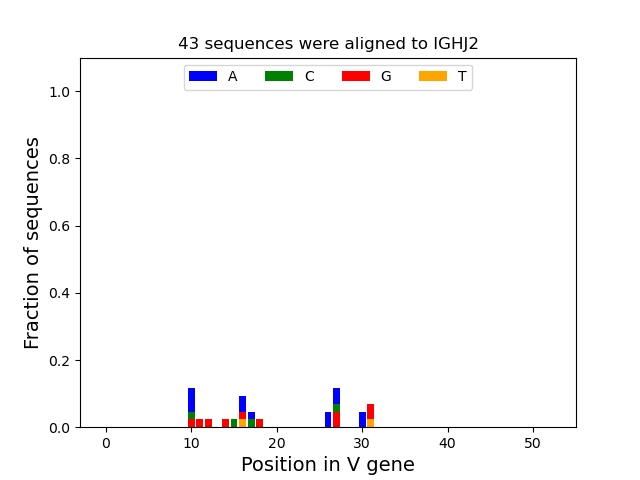 43 sequences were aligned to IGHJ2
A C G T
Fraction of sequences
1.0
0.8
0.6
0.4
0.2
0.0
0 10 20 30 40 50
Position in V gene